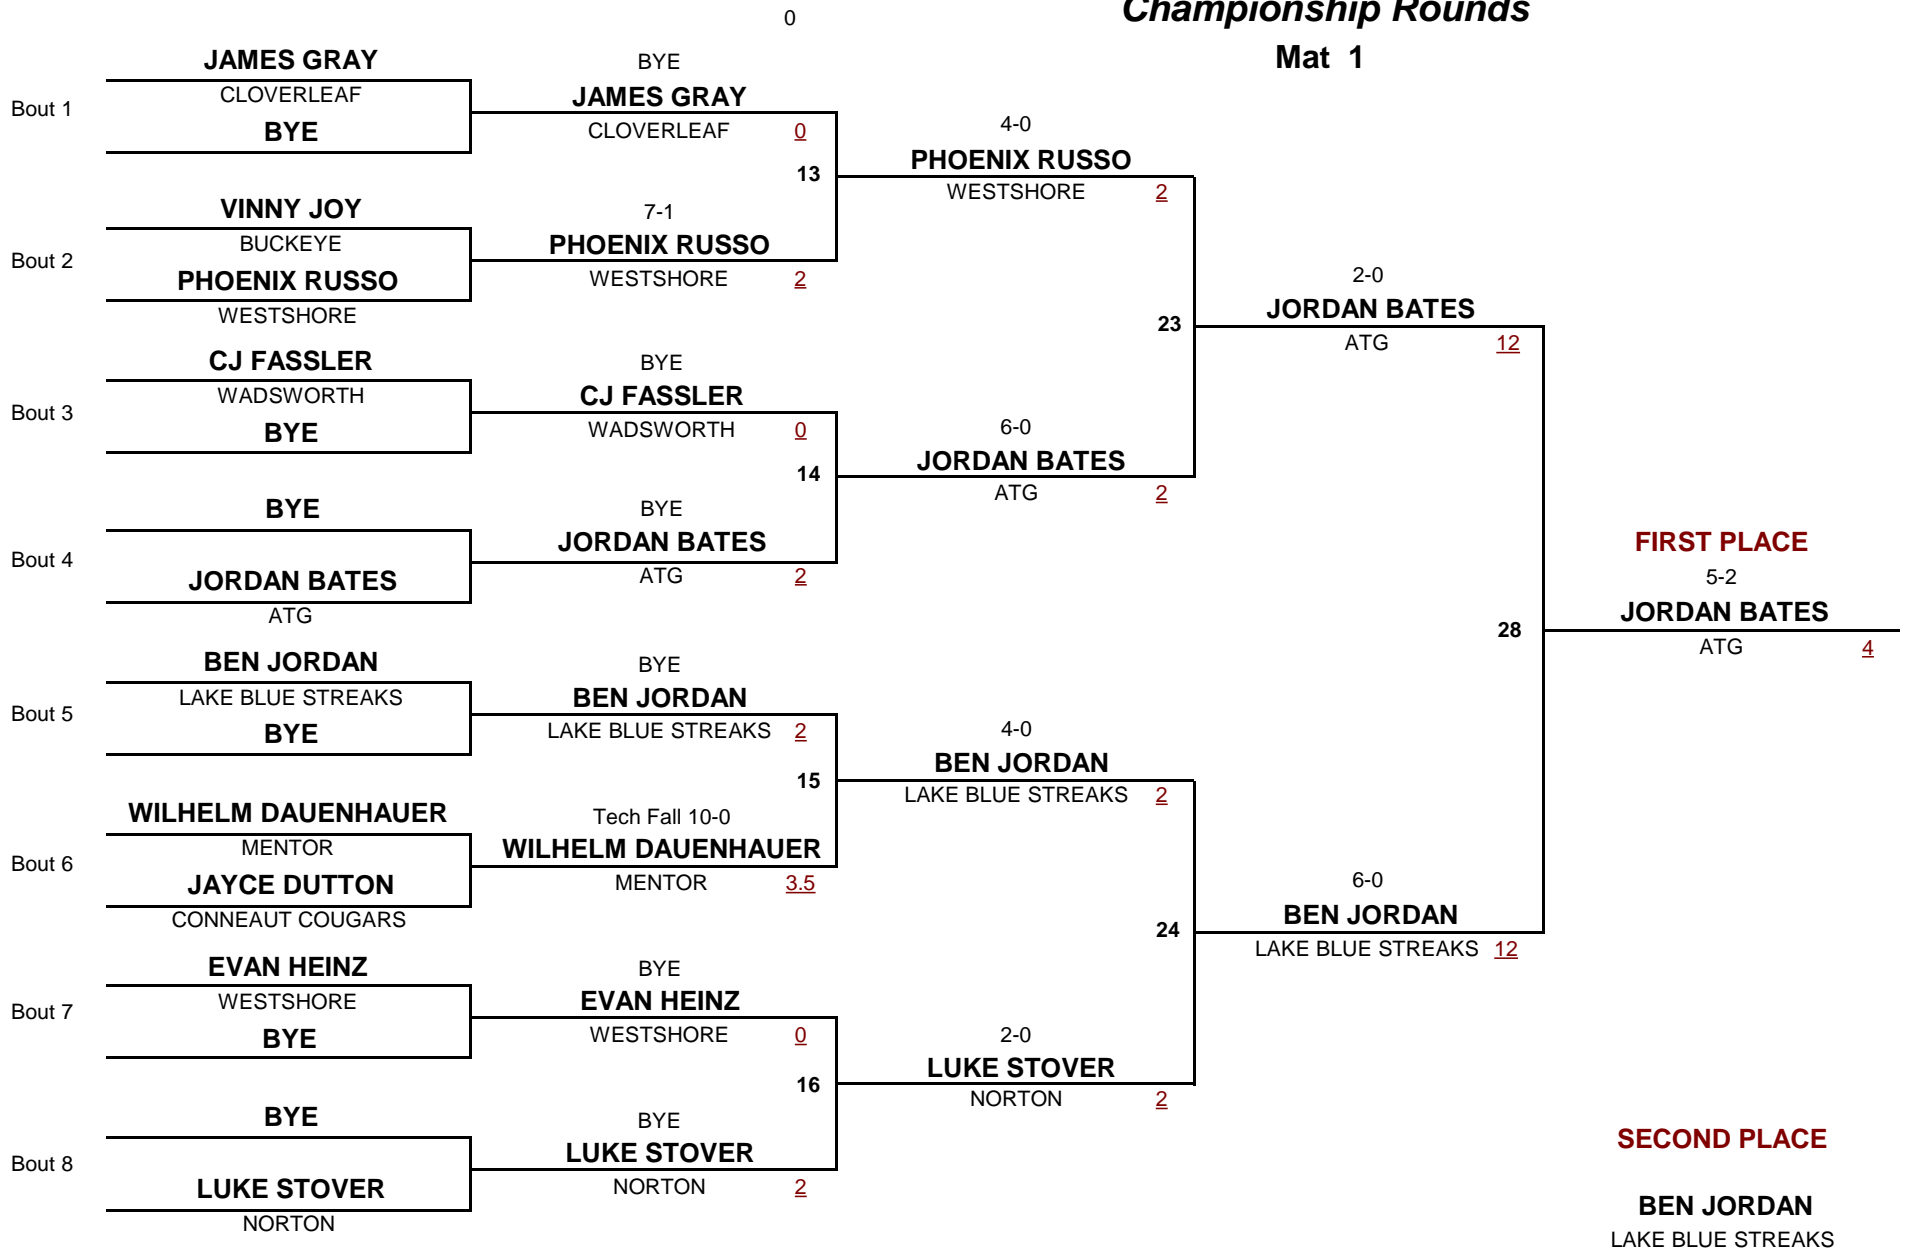 0
Championship Rounds
Mat 1
JAMES GRAY
CLOVERLEAF
Bout 1
BYE
VINNY JOY
BUCKEYE
Bout 2
PHOENIX RUSSO
WESTSHORE
CJ FASSLER
WADSWORTH
Bout 3
BYE
BYE
Bout 4
JORDAN BATES
ATG
BEN JORDAN
LAKE BLUE STREAKS
Bout 5
BYE
WILHELM DAUENHAUER
MENTOR
Bout 6
JAYCE DUTTON
CONNEAUT COUGARS
EVAN HEINZ
WESTSHORE
Bout 7
BYE
BYE
Bout 8
LUKE STOVER
NORTON
BYE
JAMES GRAY
CLOVERLEAF 0
13
7-1
PHOENIX RUSSO
WESTSHORE 2
BYE
CJ FASSLER
WADSWORTH 0
14
BYE
JORDAN BATES
ATG 2
BYE
BEN JORDAN
LAKE BLUE STREAKS 2
15
Tech Fall 10-0
WILHELM DAUENHAUER
MENTOR 3.5
BYE
EVAN HEINZ
WESTSHORE 0
16
BYE
LUKE STOVER
NORTON 2
4-0
PHOENIX RUSSO
WESTSHORE 2
23
6-0
JORDAN BATES
ATG 2
4-0
BEN JORDAN
LAKE BLUE STREAKS 2
24
2-0
LUKE STOVER
NORTON 2
2-0
JORDAN BATES
ATG 12
28
6-0
BEN JORDAN
LAKE BLUE STREAKS 12
FIRST PLACE
5-2
JORDAN BATES
ATG 4
SECOND PLACE
BEN JORDAN
LAKE BLUE STREAKS